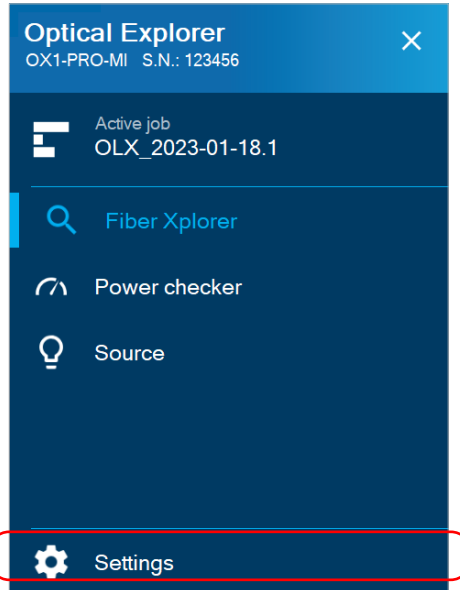 Optical Explorer
OX1-PRO-MI S.N.: 123456
Active job
OLX_2023-01-18.1
Fiber Xplorer
Power checker
Source
Settings